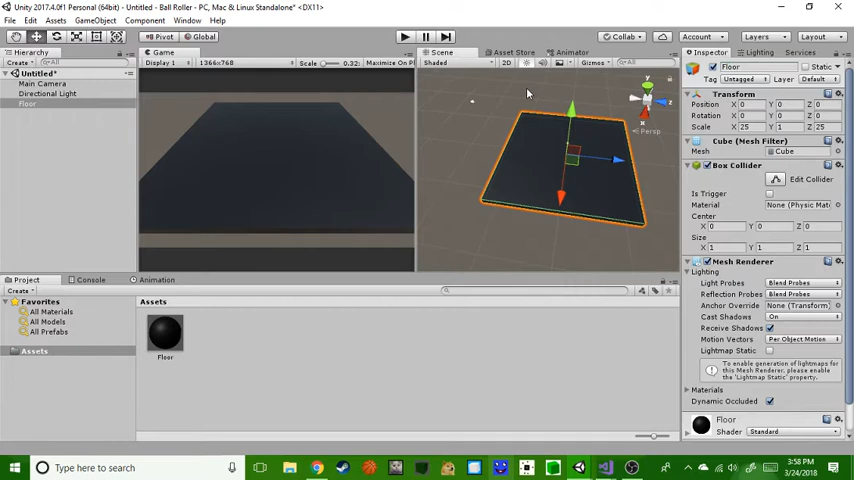 Unity 2017.4.0f1 Personal (64bit) - Untitled - Ball Roller - PC, Mac & Linux Standalone* <DX11>
File Edit Assets GameObject Component Window Help
Pivot Global Collab Account Layers Layout
Hierarchy Game Scene Asset Store Animator Inspector Lighting Services
Create All Display 1 1366x768 Scale 0.32: Maximize On Pl Shaded 2D Gizmos All Floor Static
Untitled* Tag Untagged Layer Default
Main Camera
Directional Light
Floor
y
z
x
Persp
Transform
Position X 0 Y 0 Z 0
Rotation X 0 Y 0 Z 0
Scale X 25 Y 1 Z 25
Cube (Mesh Filter)
Mesh Cube
Box Collider
Edit Collider
Is Trigger
Material None (Physic Mat
Center
X 0 Y 0 Z 0
Size
X 1 Y 1 Z 1
Mesh Renderer
Lighting
Light Probes Blend Probes
Reflection Probes Blend Probes
Anchor Override None (Transform)
Cast Shadows On
Receive Shadows
Motion Vectors Per Object Motion
Lightmap Static
To enable generation of lightmaps
for this Mesh Renderer, please enable
the 'Lightmap Static' property.
Materials
Dynamic Occluded
Floor
Shader Standard
Project Console Animation
Create
Favorites
All Materials
All Models
All Prefabs
Assets
Assets
Floor
Type here to search
3:58 PM
3/24/2018